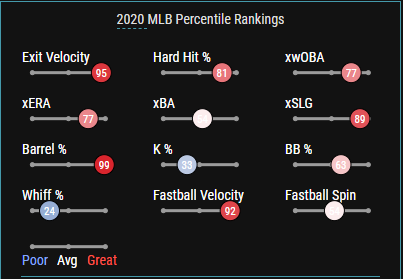 2020 MLB Percentile Rankings
Exit Velocity Hard Hit % xwOBA
95 81 77
xERA xBA xSLG
77 89
Barrel % K % BB %
99 33 63
Whiff % Fastball Velocity Fastball Spin
24 92
Poor Avg Great